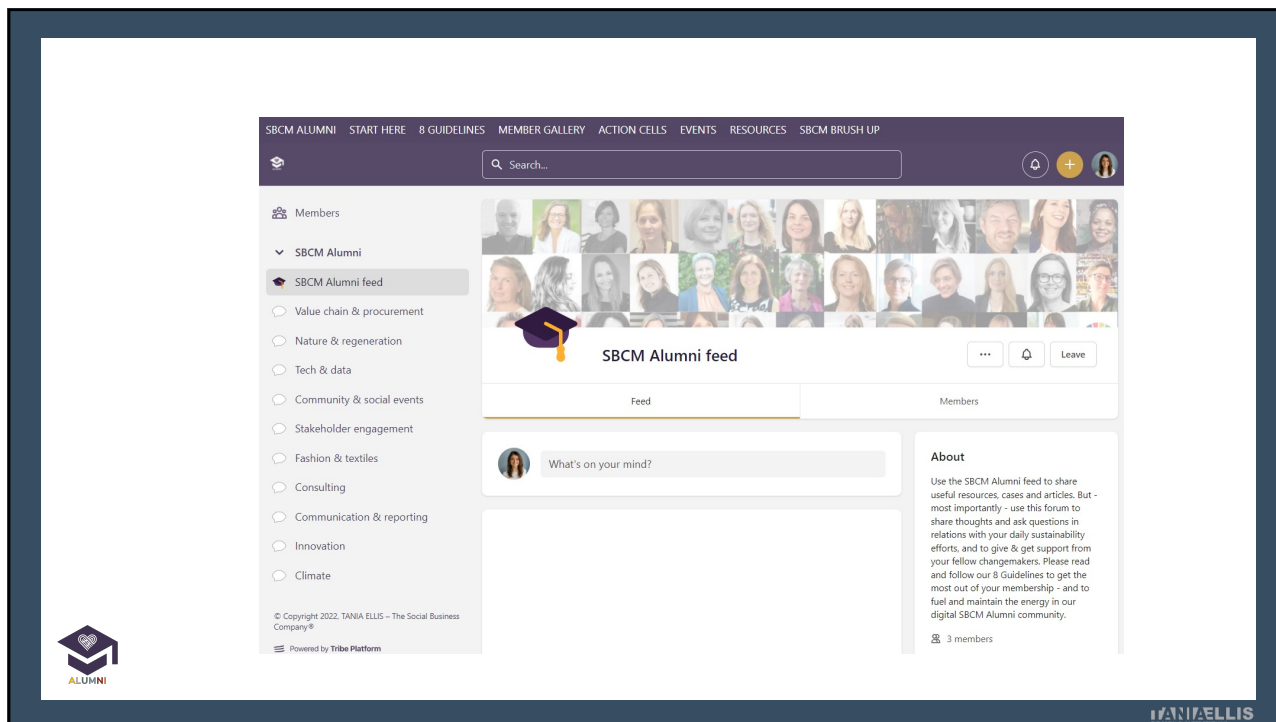 SBCM ALUMNI START HERE 8 GUIDELINES MEMBER GALLERY ACTION CELLS EVENTS RESOURCES SBCM BRUSH UP
Search...
Members
SBCM Alumni
SBCM Alumni feed
Value chain & procurement
Nature & regeneration
Tech & data
Community & social events
Stakeholder engagement
Fashion & textiles
Consulting
Communication & reporting
Innovation
Climate
© Copyright 2022, TANIA ELLIS – The Social Business
Company®
Powered by Tribe Platform
SBCM Alumni feed
Leave
Feed
Members
What's on your mind?
About
Use the SBCM Alumni feed to share
useful resources, cases and articles. But -
most importantly - use this forum to
share thoughts and ask questions in
relations with your daily sustainability
efforts, and to give & get support from
your fellow changemakers. Please read
and follow our 8 Guidelines to get the
most out of your membership - and to
fuel and maintain the energy in our
digital SBCM Alumni community.
3 members
ALUMNI
TANIAELLIS